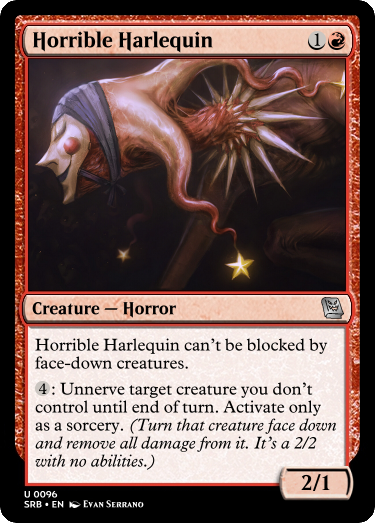 Horrible Harlequin 1
Creature — Horror
Horrible Harlequin can't be blocked by
face-down creatures.
4: Unnerve target creature you don't
control until end of turn. Activate only
as a sorcery. (Turn that creature face down
and remove all damage from it. It's a 2/2
with no abilities.)
2/1
U 0096
SRB • EN Evan Serrano